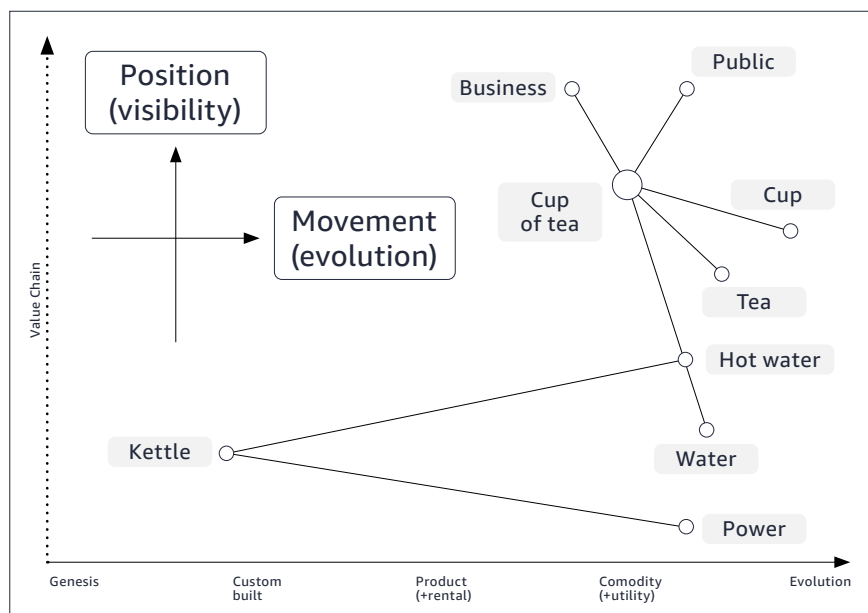 Position
(visibility)
Public
Business
Movement
(evolution)
Cup
of tea
Cup
Tea
Value Chain
Hot water
Kettle
Water
Power
Genesis
Custom
built
Product
(+rental)
Comodity
(+utility)
Evolution